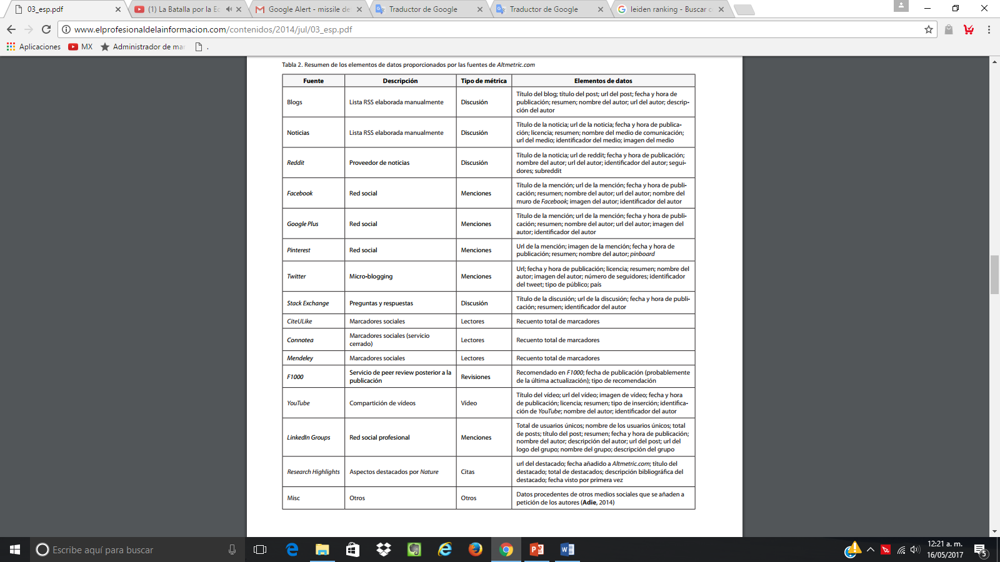 03_esp.pdf
(1) La Batalla por la Ec
Google Alert - missile de
Traductor de Google
Traductor de Google
leiden ranking - Buscar c
www.elprofesionaldelainformacion.com/contenidos/2014/jul/03_esp.pdf
Aplicaciones
MX
Administrador de mar
.
Tabla 2. Resumen de los elementos de datos proporcionados por las fuentes de Altmetric.com
Fuente Descripción Tipo de métrica Elementos de datos
Blogs Lista RSS elaborada manualmente Discusión
Título del blog; título del post; url del post; fecha y hora de
publicación; resumen; nombre del autor; url del autor; descrip-
ción del autor
Noticias Lista RSS elaborada manualmente Discusión
Título de la noticia; url de la noticia; fecha y hora de publica-
ción; licencia; resumen; nombre del medio de comunicación;
url del medio; identificador del medio; imagen del medio
Reddit Proveedor de noticias Discusión
Título de la noticia; url de reddit; fecha y hora de publicación;
nombre del autor; url del autor; identificador del autor; segui-
dores; subreddit
Facebook Red social Menciones
Título de la mención; url de la mención; fecha y hora de publi-
cación; resumen; nombre del autor; url del autor; nombre del
muro de Facebook; imagen del autor; identificador del autor
Google Plus Red social Menciones
Título de la mención; url de la mención; fecha y hora de publi-
cación; resumen; nombre del autor; url del autor; imagen del
autor; identificador del autor
Pinterest Red social Menciones
Url de la mención; imagen de la mención; fecha y hora de
publicación; resumen; nombre del autor; pinboard
Twitter Micro-blogging Menciones
Url; fecha y hora de publicación; licencia; resumen; nombre del
autor; imagen del autor; número de seguidores; identificador
del tweet; tipo de público; país
Stack Exchange Preguntas y respuestas Discusión
Título de la discusión; url de la discusión; fecha y hora de publi-
cación; resumen; identificador del autor
CiteULike Marcadores sociales Lectores Recuento total de marcadores
Connotea
Marcadores sociales (servicio
cerrado)
Lectores Recuento total de marcadores
Mendeley Marcadores sociales Lectores Recuento total de marcadores
F1000
Servicio de peer review posterior a la
publicación
Revisiones
Recomendado en F1000; fecha de publicación (probablemente
de la última actualización); tipo de recomendación
YouTube Compartición de vídeos Vídeo
Título del vídeo; url del vídeo; imagen de vídeo; fecha y hora
de publicación; licencia; resumen; tipo de inserción; identifica-
ción de YouTube; nombre del autor; identificador del autor
LinkedIn Groups Red social profesional Menciones
Total de usuarios únicos; nombre de los usuarios únicos; total
de posts; título del post; resumen; fecha y hora de publicación;
nombre del autor; descripción del autor; url del post; url del
logo del grupo; nombre del grupo; descripción del grupo
Research Highlights Aspectos destacados por Nature Citas
url del destacado; fecha añadido a Altmetric.com; título del
destacado; total de destacados; descripción bibliográfica del
destacado; fecha visto por primera vez
Misc Otros Otros
Datos procedentes de otros medios sociales que se añaden a
petición de los autores (Adie, 2014)
Escribe aquí para buscar
12:21 a. m.
16/05/2017
5